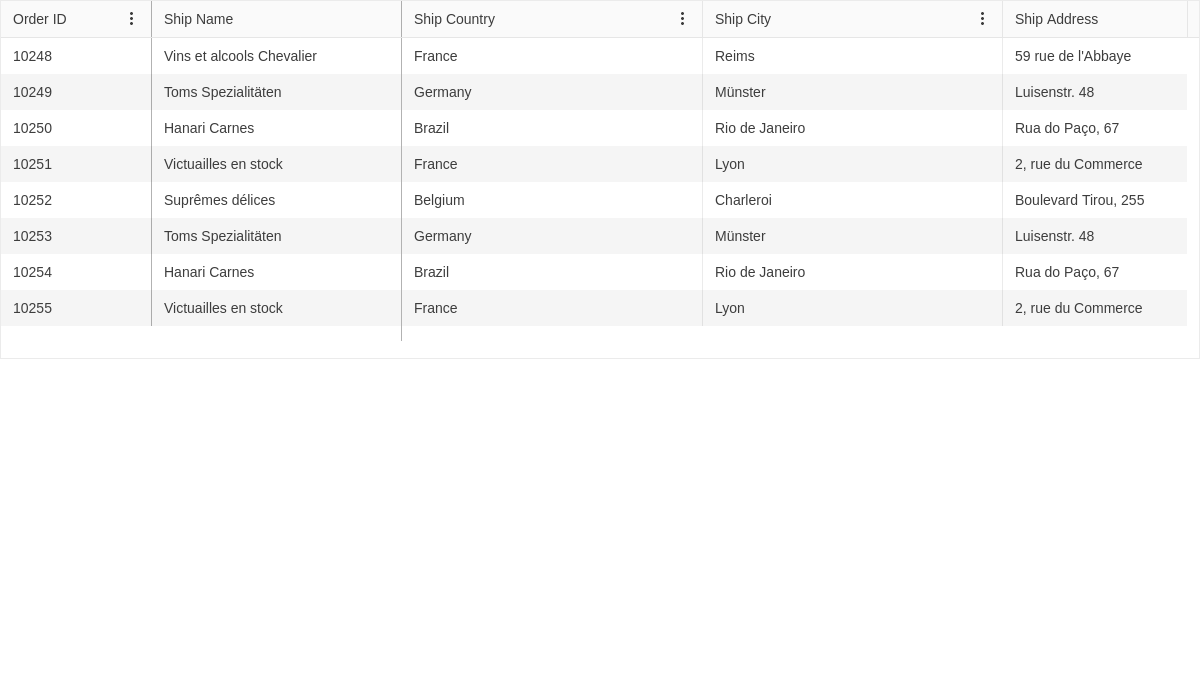 Order ID Ship Name Ship Country Ship City Ship Address
10248 Vins et alcools Chevalier France Reims 59 rue de l'Abbaye
10249 Toms Spezialitäten Germany Münster Luisenstr. 48
10250 Hanari Carnes Brazil Rio de Janeiro Rua do Paço, 67
10251 Victuailles en stock France Lyon 2, rue du Commerce
10252 Suprêmes délices Belgium Charleroi Boulevard Tirou, 255
10253 Toms Spezialitäten Germany Münster Luisenstr. 48
10254 Hanari Carnes Brazil Rio de Janeiro Rua do Paço, 67
10255 Victuailles en stock France Lyon 2, rue du Commerce